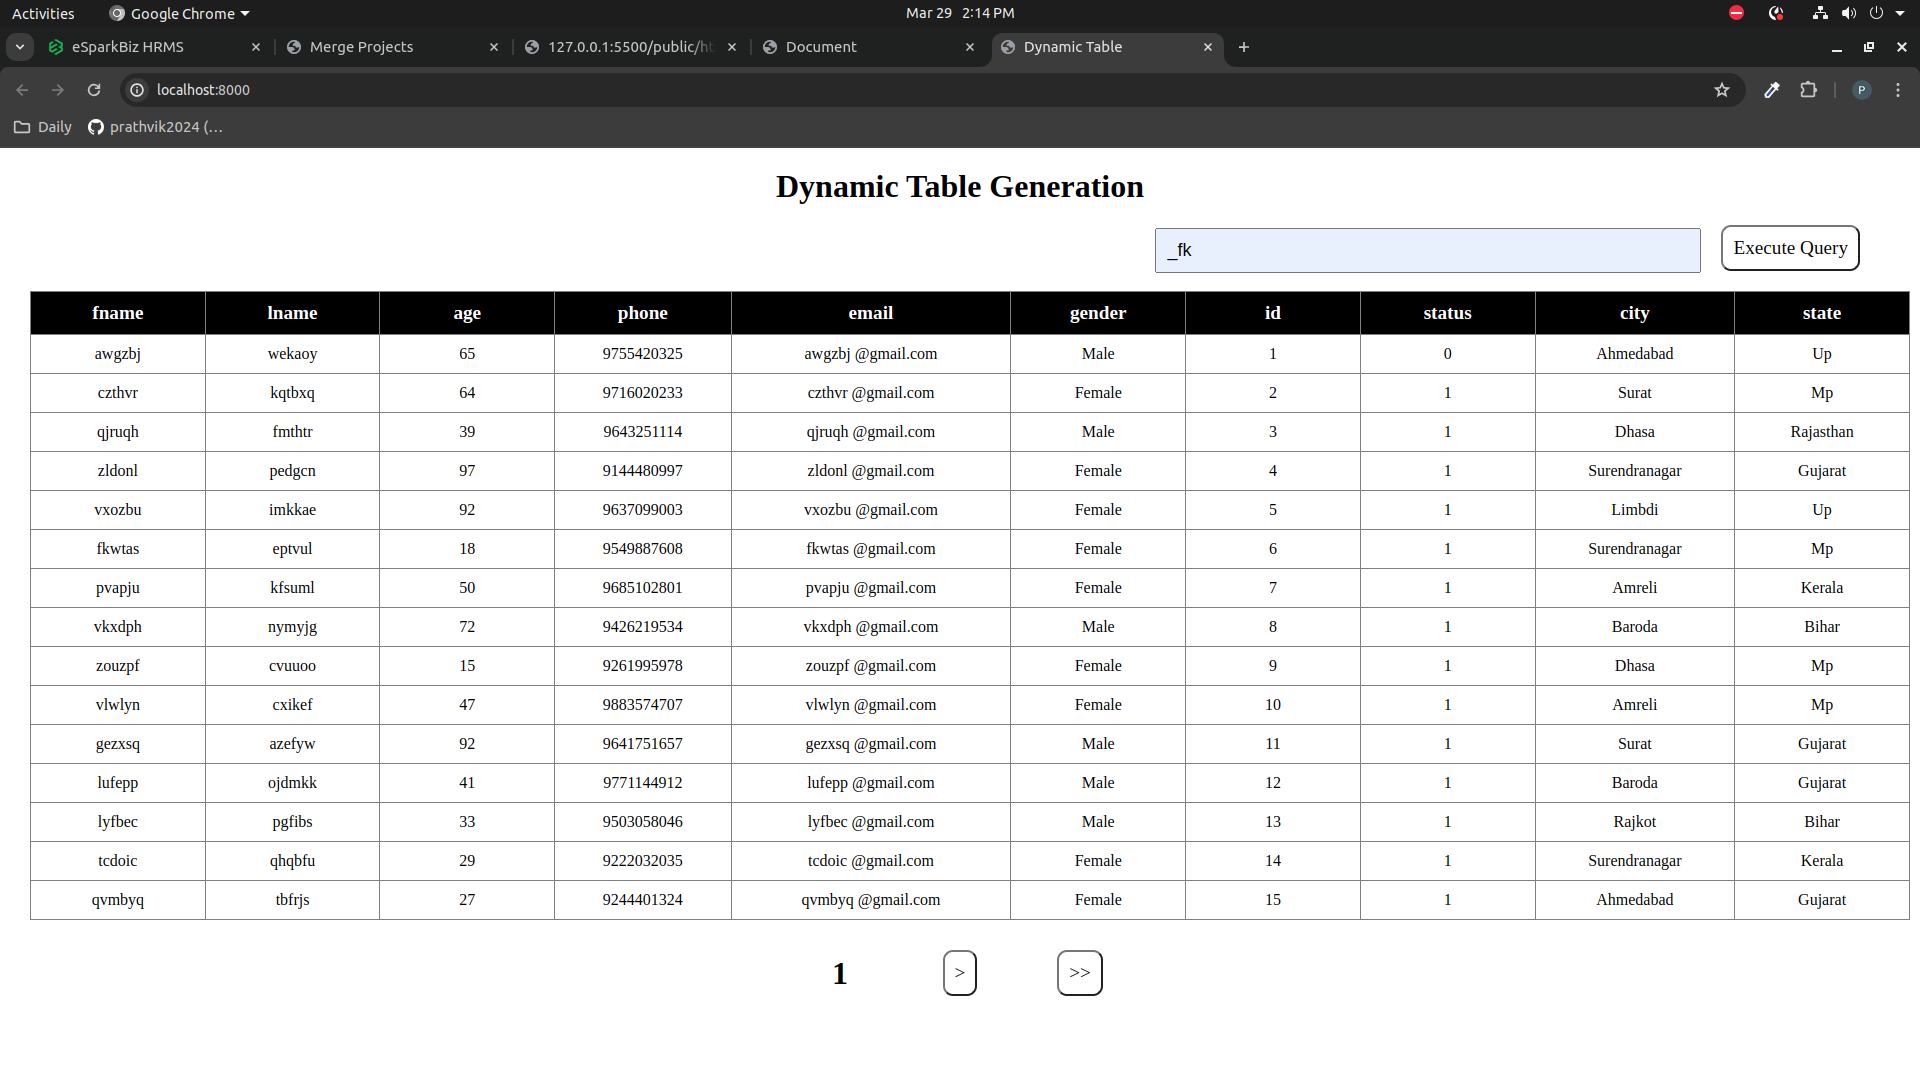 Activities Google Chrome Mar 29 2:14 PM
eSparkBiz HRMS Merge Projects 127.0.0.1:5500/public/ht Document Dynamic Table
localhost:8000 P
Daily prathvik2024 (...
Dynamic Table Generation
_fk Execute Query
fname lname age phone email gender id status city state
awgzbj wekaoy 65 9755420325 awgzbj @gmail.com Male 1 0 Ahmedabad Up
czthvr kqtbxq 64 9716020233 czthvr @gmail.com Female 2 1 Surat Mp
qjruqh fmthtr 39 9643251114 qjruqh @gmail.com Male 3 1 Dhasa Rajasthan
zldonl pedgcn 97 9144480997 zldonl @gmail.com Female 4 1 Surendranagar Gujarat
vxozbu imkkae 92 9637099003 vxozbu @gmail.com Female 5 1 Limbdi Up
fkwtas eptvul 18 9549887608 fkwtas @gmail.com Female 6 1 Surendranagar Mp
pvapju kfsuml 50 9685102801 pvapju @gmail.com Female 7 1 Amreli Kerala
vkxdph nymyjg 72 9426219534 vkxdph @gmail.com Male 8 1 Baroda Bihar
zouzpf cvuuoo 15 9261995978 zouzpf @gmail.com Female 9 1 Dhasa Mp
vlwlyn cxikef 47 9883574707 vlwlyn @gmail.com Female 10 1 Amreli Mp
gezxsq azefyw 92 9641751657 gezxsq @gmail.com Male 11 1 Surat Gujarat
lufepp ojdmkk 41 9771144912 lufepp @gmail.com Male 12 1 Baroda Gujarat
lyfbec pgfibs 33 9503058046 lyfbec @gmail.com Male 13 1 Rajkot Bihar
tcdoic qhqbfu 29 9222032035 tcdoic @gmail.com Female 14 1 Surendranagar Kerala
qvmbyq tbfrjs 27 9244401324 qvmbyq @gmail.com Female 15 1 Ahmedabad Gujarat
1 > >>